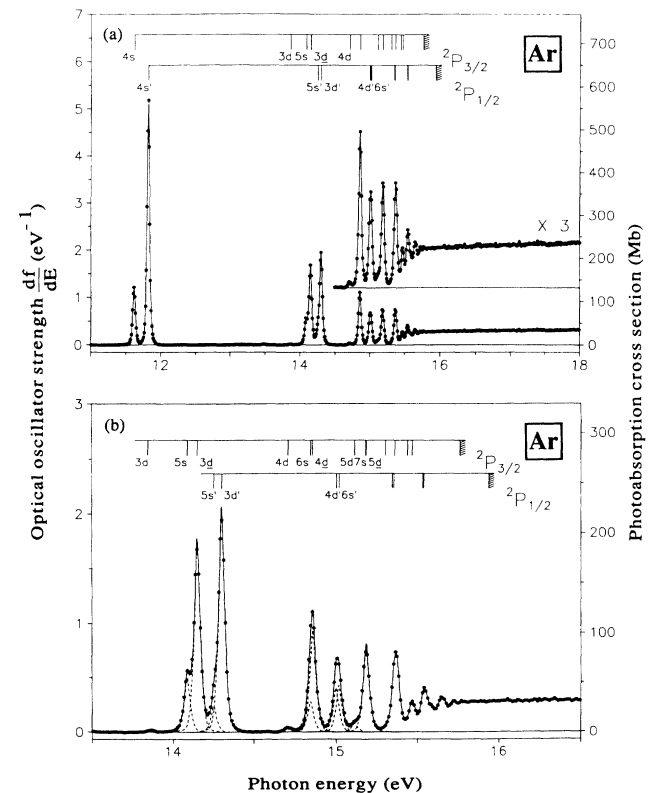 (a)
Ar
4s
3d 5s 3d 4d
²P3/2
4s'
5s' 3d' 4d'6s'
²P1/2
X 3
7
6
5
4
3
2
1
0
700
600
500
400
300
200
100
0
12 14 15 16 17 18
Optical oscillator strength df/dE (eV⁻¹)
Photoabsorption cross section (Mb)
(b)
Ar
3d 5s 3d 4d 6s 4d 5d7s5d
²P3/2
5s' 3d' 4d'6s'
²P1/2
3
2
1
0
300
200
100
0
14 15 16
Photon energy (eV)